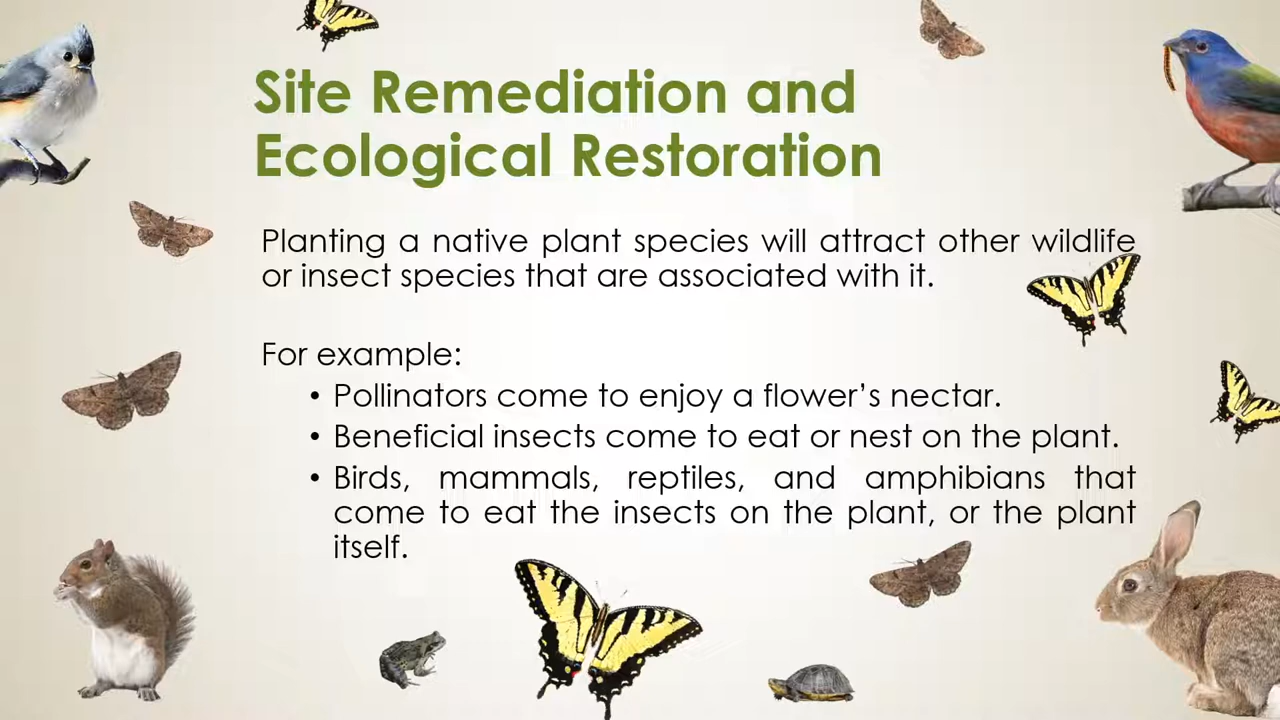 Site Remediation and
Ecological Restoration
Planting a native plant species will attract other wildlife
or insect species that are associated with it.
For example:
• Pollinators come to enjoy a flower’s nectar.
• Beneficial insects come to eat or nest on the plant.
• Birds, mammals, reptiles, and amphibians that
come to eat the insects on the plant, or the plant
itself.